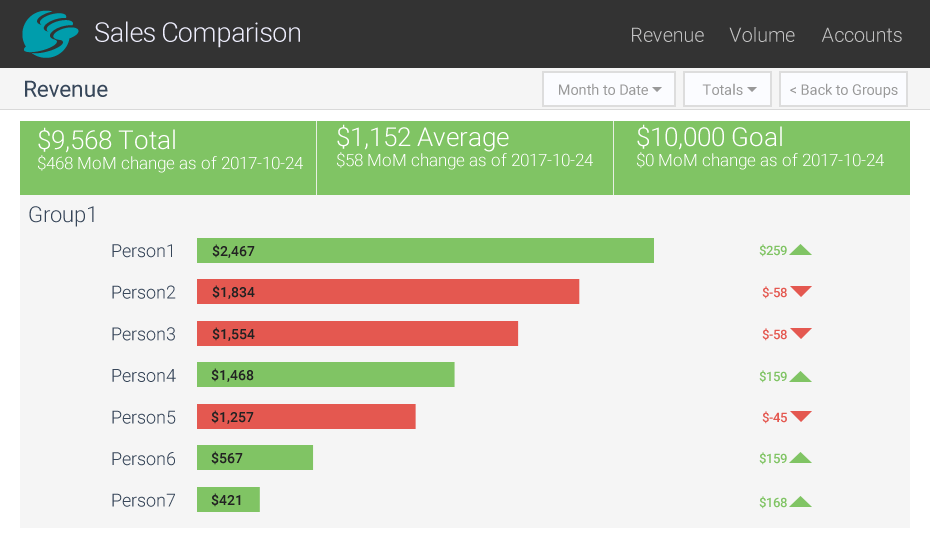 Sales Comparison Revenue Volume Accounts
Revenue Month to Date Totals < Back to Groups
$9,568 Total $1,152 Average $10,000 Goal
$468 MoM change as of 2017-10-24 $58 MoM change as of 2017-10-24 $0 MoM change as of 2017-10-24
Group1
Person1 $2,467 $259
Person2 $1,834 $-58
Person3 $1,554 $-58
Person4 $1,468 $159
Person5 $1,257 $-45
Person6 $567 $159
Person7 $421 $168